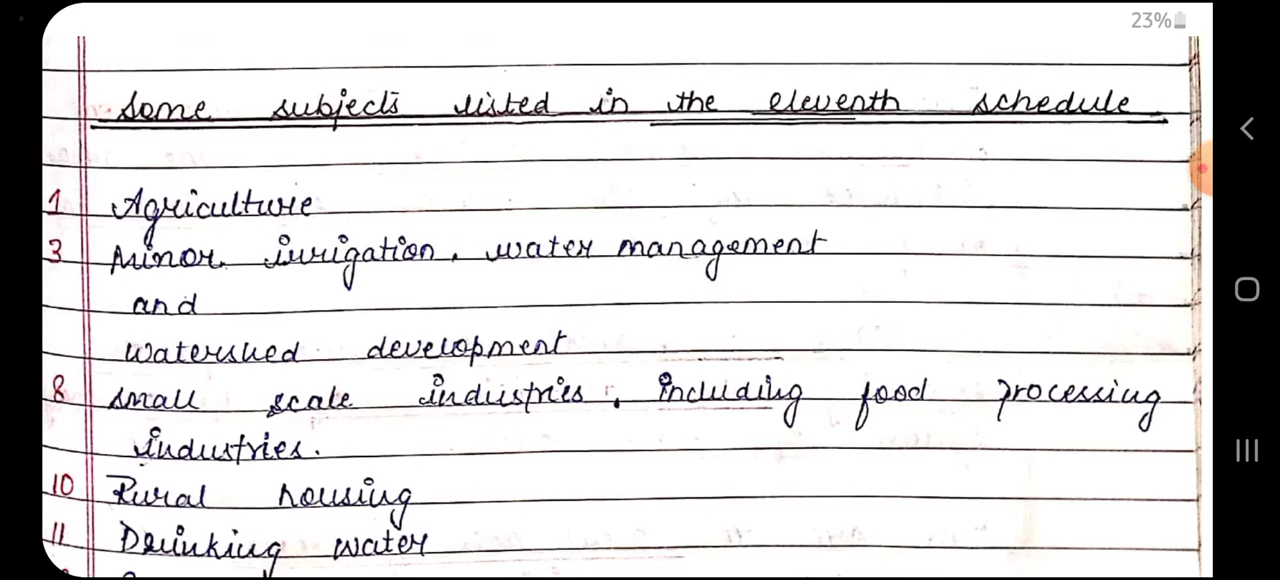 23%
Some subjects listed in the eleventh schedule
1 Agriculture
3 Minor irrigation, water management
and
watershed development
8 small scale industries, including food processing
industries.
10 Rural housing
11 Drinking water